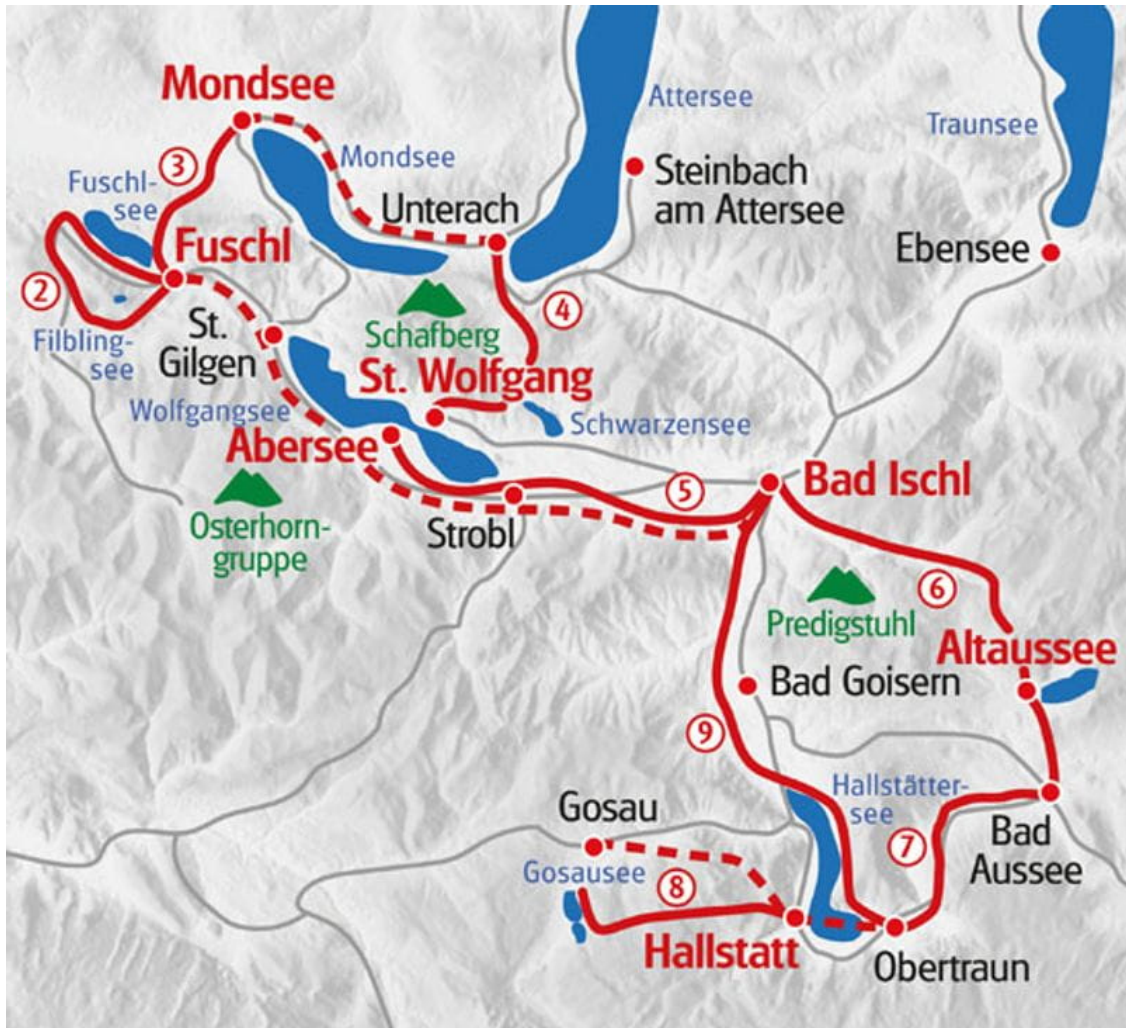 Mondsee
Attersee
Traunsee
3
Mondsee
Fuschl-
see
Steinbach
am Attersee
Unterach
Fuschl
Ebensee
2
4
Filbling-
see
St.
Gilgen
Schafberg
St. Wolfgang
Wolfgangsee
Schwarzensee
Abersee
Bad Ischl
5
Osterhorn-
gruppe
Strobl
6
Predigtstuhl
Altaussee
Bad Goisern
9
Hallstätter-
see
Gosau
7
Bad
Aussee
Gosausee
8
Hallstatt
Obertraun